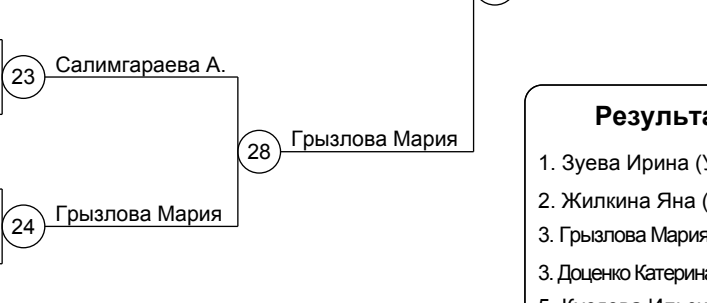 23
Салимгараева А.
28
Грызлова Мария
24
Грызлова Мария
1. Зуева Ирина
2. Жилкина Яна (
3. Грызлова Мария
3. Доценко Катерина